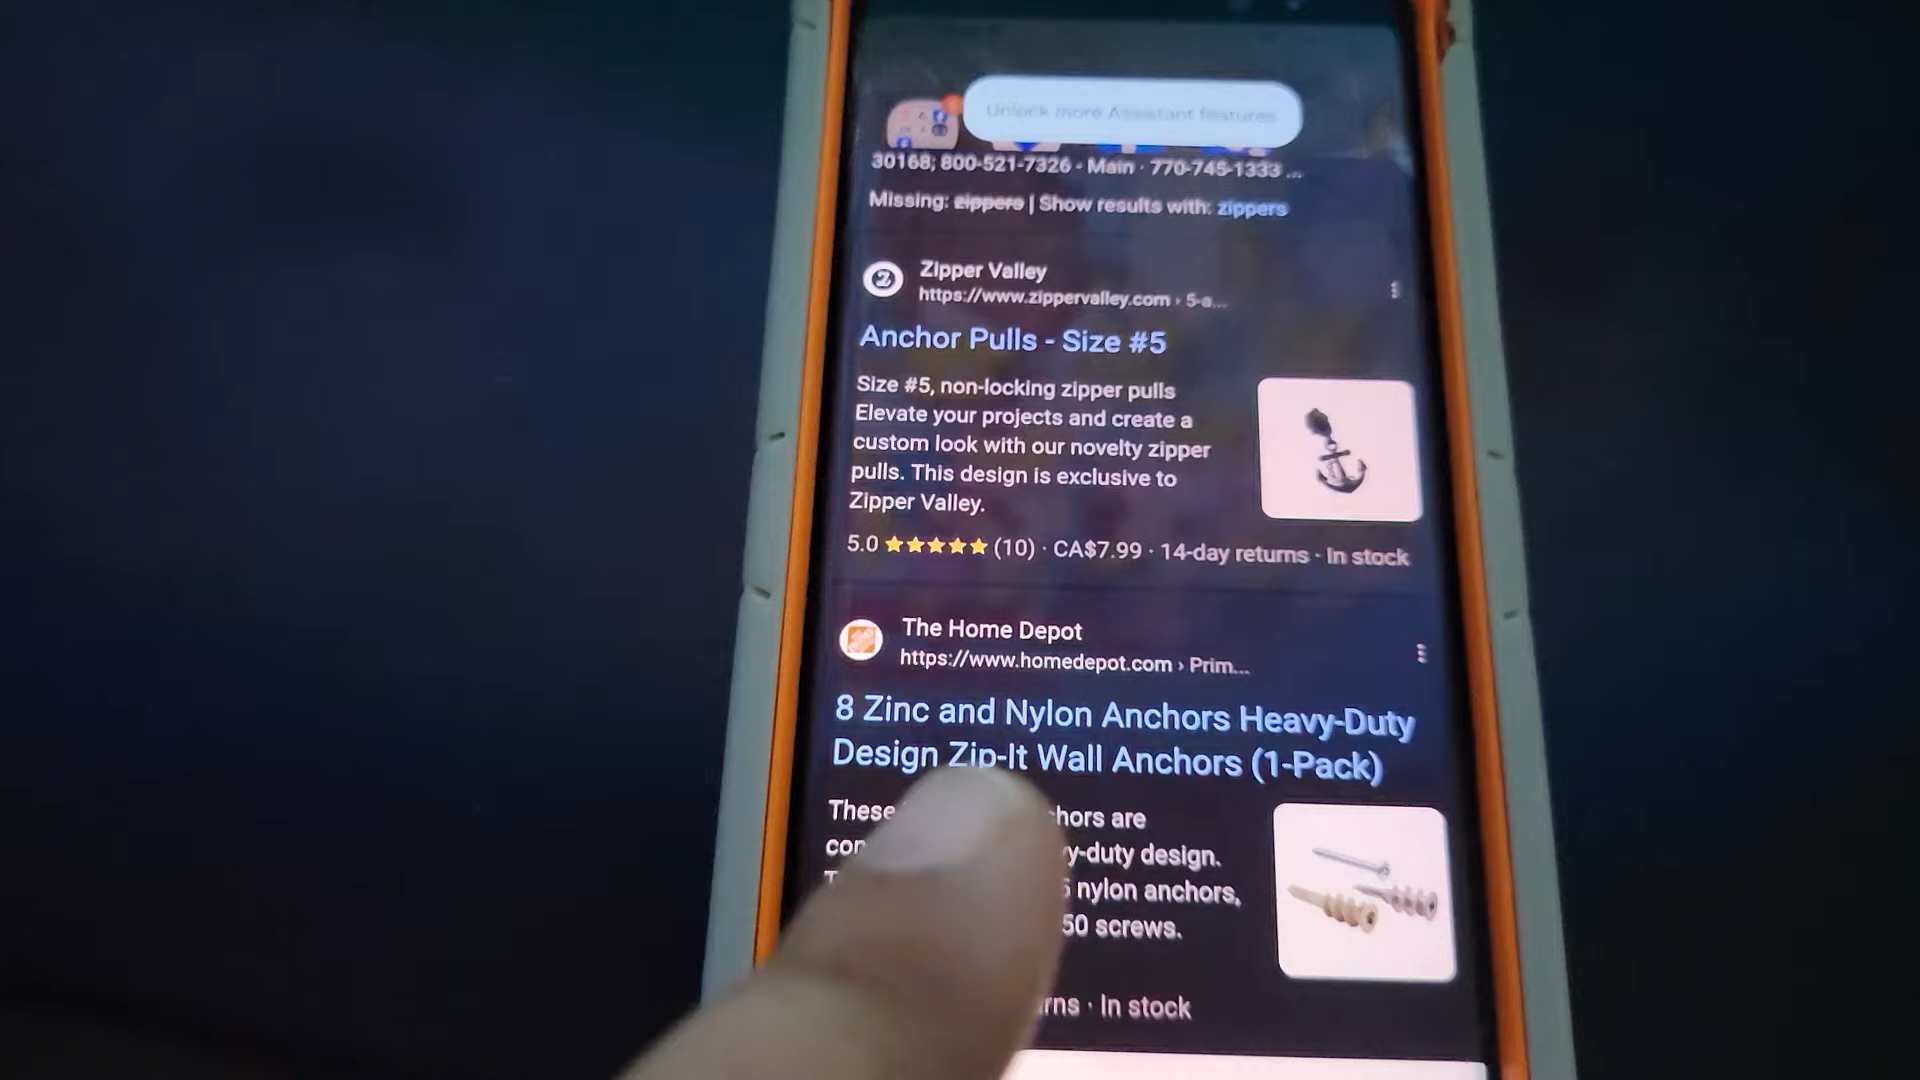 Unlock more Assistant features
30168; 800-521-7326 - Main · 770-745-1333 ...
Missing: zippers | Show results with: zippers
Zipper Valley
https://www.zippervalley.com › 5-a...
Anchor Pulls - Size #5
Size #5, non-locking zipper pulls
Elevate your projects and create a
custom look with our novelty zipper
pulls. This design is exclusive to
Zipper Valley.
5.0 ★★★★★ (10) · CA$7.99 · 14-day returns · In stock
The Home Depot
https://www.homedepot.com › Prim...
8 Zinc and Nylon Anchors Heavy-Duty
Design Zip-It Wall Anchors (1-Pack)
These are
design.
nylon anchors,
50 screws.
In stock